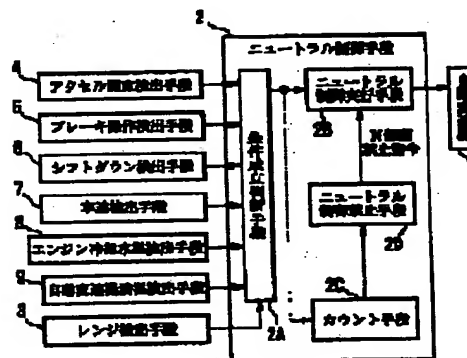 2
ニュートラル制御手段
4
アクセル開度検出手段
5
ブレーキ操作検出手段
6
シフトダウン検出手段
7
車速検出手段
8
エンジン冷却水温検出手段
9
自動変速機油温検出手段
3
レンジ検出手段
条件成立判定手段
2A
ニュートラル
制御実行手段
2B
N制御
禁止指令
ニュートラル
制御禁止手段
2D
2C
カウント手段